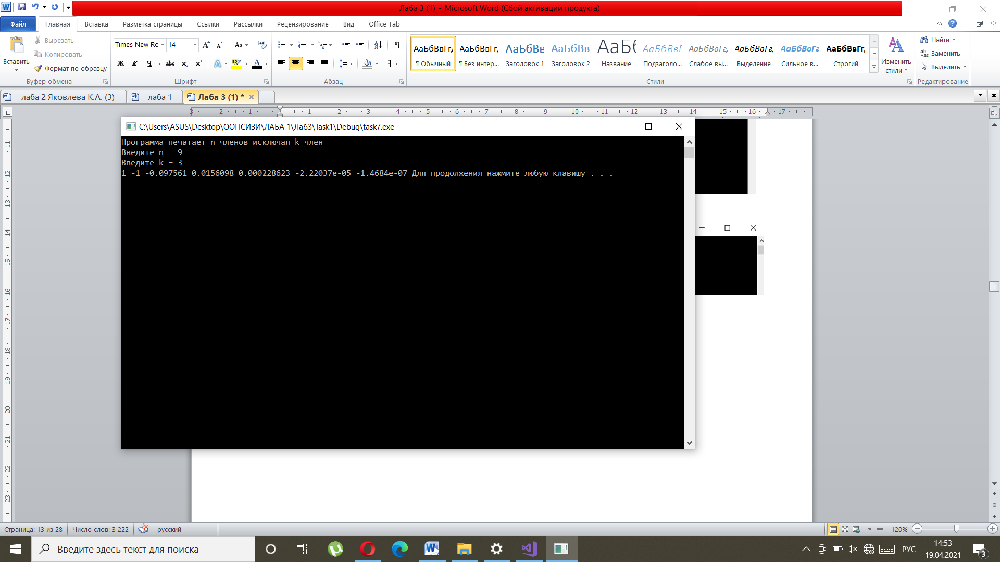 Лаба 3 (1) - Microsoft Word (Сбой активации продукта)
Файл Главная Вставка Разметка страницы Ссылки Рассылки Рецензирование Вид Office Tab
Вставить
Вырезать
Копировать
Формат по образцу
Буфер обмена
Times New Ro 14
Ж К Ч abc x₂ x²
Шрифт
Абзац
АаБбВвГг, АаБбВвГг, АаБбВв АаБбВв АаБб АаБбВвГ АаБбВвГг, АаБбВвГг, АаБбВвГг АаБбВвГг,
¶ Обычный ¶ Без интер... Заголовок 1 Заголовок 2 Название Подзаголо... Слабое вы... Выделение Сильное в... Строгий
Стили
Изменить стили
Найти
Заменить
Выделить
Редактирование
лаба 2 Яковлева К.А. (3) лаба 1 Лаба 3 (1) *
3 2 1 1 2 3 4 5 6 7 8 9 10 11 12 13 14 15 16 17
11
12
13
14
15
16
17
18
19
20
21
22
23
C:\Users\ASUS\Desktop\ООПСИЗИ\ЛАБА 1\Лаб3\Task1\Debug\task7.exe
Программа печатает n членов исключая k член
Введите n = 9
Введите k = 3
1 -1 -0.097561 0.0156098 0.000228623 -2.22037e-05 -1.4684e-07 Для продолжения нажмите любую клавишу . . .
Страница: 13 из 28 Число слов: 3 222 русский 120%
Введите здесь текст для поиска
РУС
14:53
19.04.2021
3